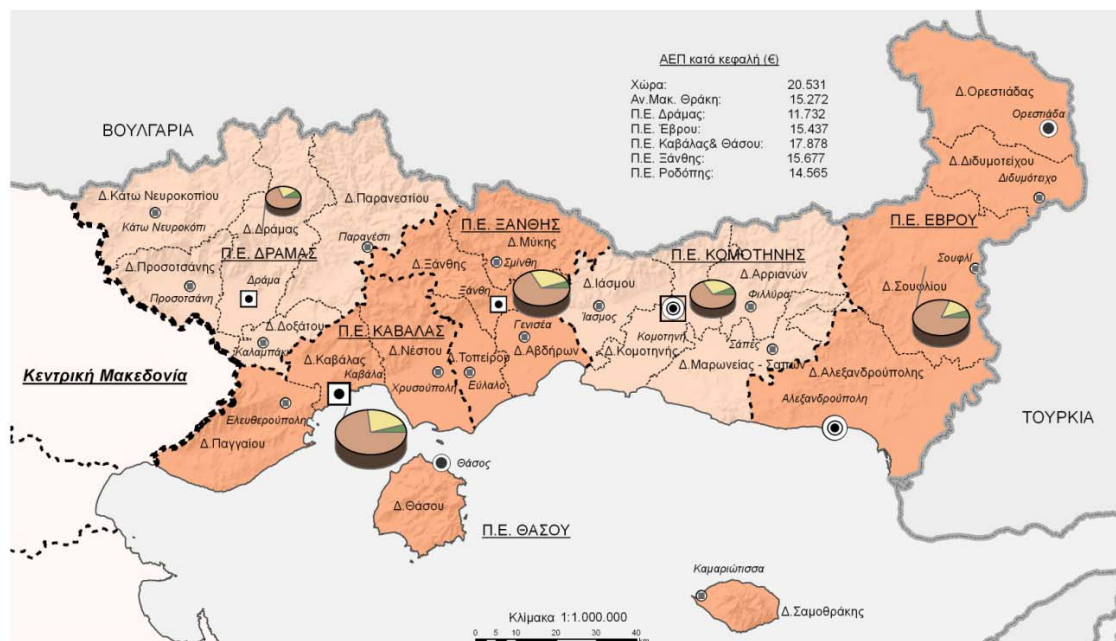 ΑΕΠ κατά κεφαλή (€)
Χώρα: 20.531
Αν.Μακ. Θράκη: 15.272
Π.Ε. Δράμας: 11.732
Π.Ε. Έβρου: 15.437
Π.Ε. Καβάλας& Θάσου: 17.878
Π.Ε. Ξάνθης: 15.677
Π.Ε. Ροδόπης: 14.565
ΒΟΥΛΓΑΡΙΑ
Δ.Ορεστιάδας
Ορεστιάδα
Δ.Διδυμοτείχου
Διδυμότειχο
Δ.Κάτω Νευροκοπίου
Κάτω Νευροκόπι
Δ.Δράμας
Δ.Παρανεστίου
Παρανέστι
Π.Ε. ΔΡΑΜΑΣ
Δράμα
Δ.Προσοτσάνης
Προσοτσάνη
Δ.Δοξάτου
Καλαμπάκι
Π.Ε. ΞΑΝΘΗΣ
Δ.Μύκης
Σμίνθη
Δ.Ξάνθης
Ξάνθη
Γενισέα
Δ.Αβδήρων
Δ.Τοπείρου
Εύλαλο
Π.Ε. ΚΟΜΟΤΗΝΗΣ
Δ.Αρριανών
Φιλλύρα
Δ.Ιάσμου
Ίασμος
Κομοτηνή
Δ.Κομοτηνής
Σάπες
Δ.Μαρωνείας - Σαπών
Π.Ε. ΕΒΡΟΥ
Σουφλί
Δ.Σουφλίου
Δ.Αλεξανδρούπολης
Αλεξανδρούπολη
ΤΟΥΡΚΙΑ
Π.Ε. ΚΑΒΑΛΑΣ
Δ.Καβάλας
Καβάλα
Δ.Νέστου
Χρυσούπολη
Κεντρική Μακεδονία
Ελευθερούπολη
Δ.Παγγαίου
Θάσος
Δ.Θάσου
Π.Ε. ΘΑΣΟΥ
Καμαριώτισσα
Δ.Σαμοθράκης
Κλίμακα 1:1.000.000
0 5 10 20 30 40